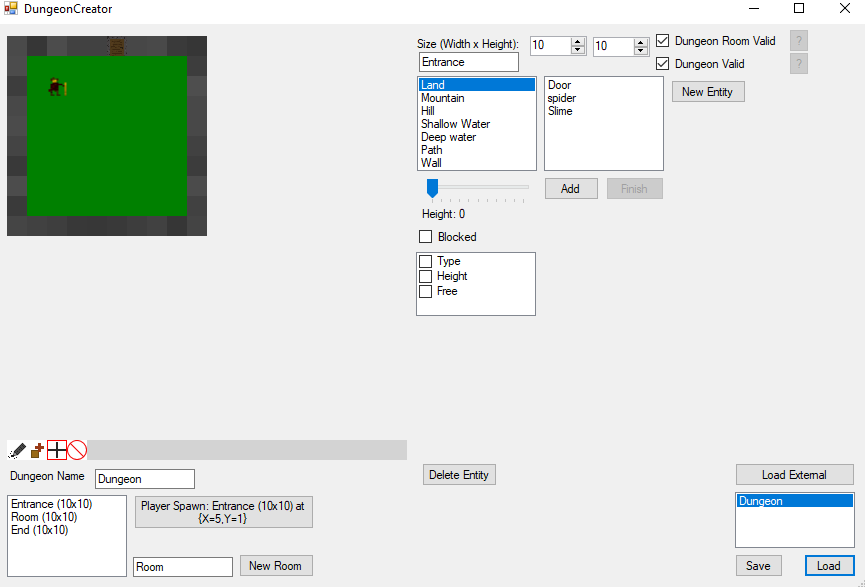 DungeonCreator
Size (Width x Height):
10
10
Dungeon Room Valid
?
Entrance
Dungeon Valid
?
Land
Mountain
Hill
Shallow Water
Deep water
Path
Wall
Door
spider
Slime
New Entity
Add
Finish
Height: 0
Blocked
Type
Height
Free
Dungeon Name
Dungeon
Delete Entity
Load External
Entrance (10x10)
Room (10x10)
End (10x10)
Player Spawn: Entrance (10x10) at
{X=5,Y=1}
Dungeon
Room
New Room
Save
Load